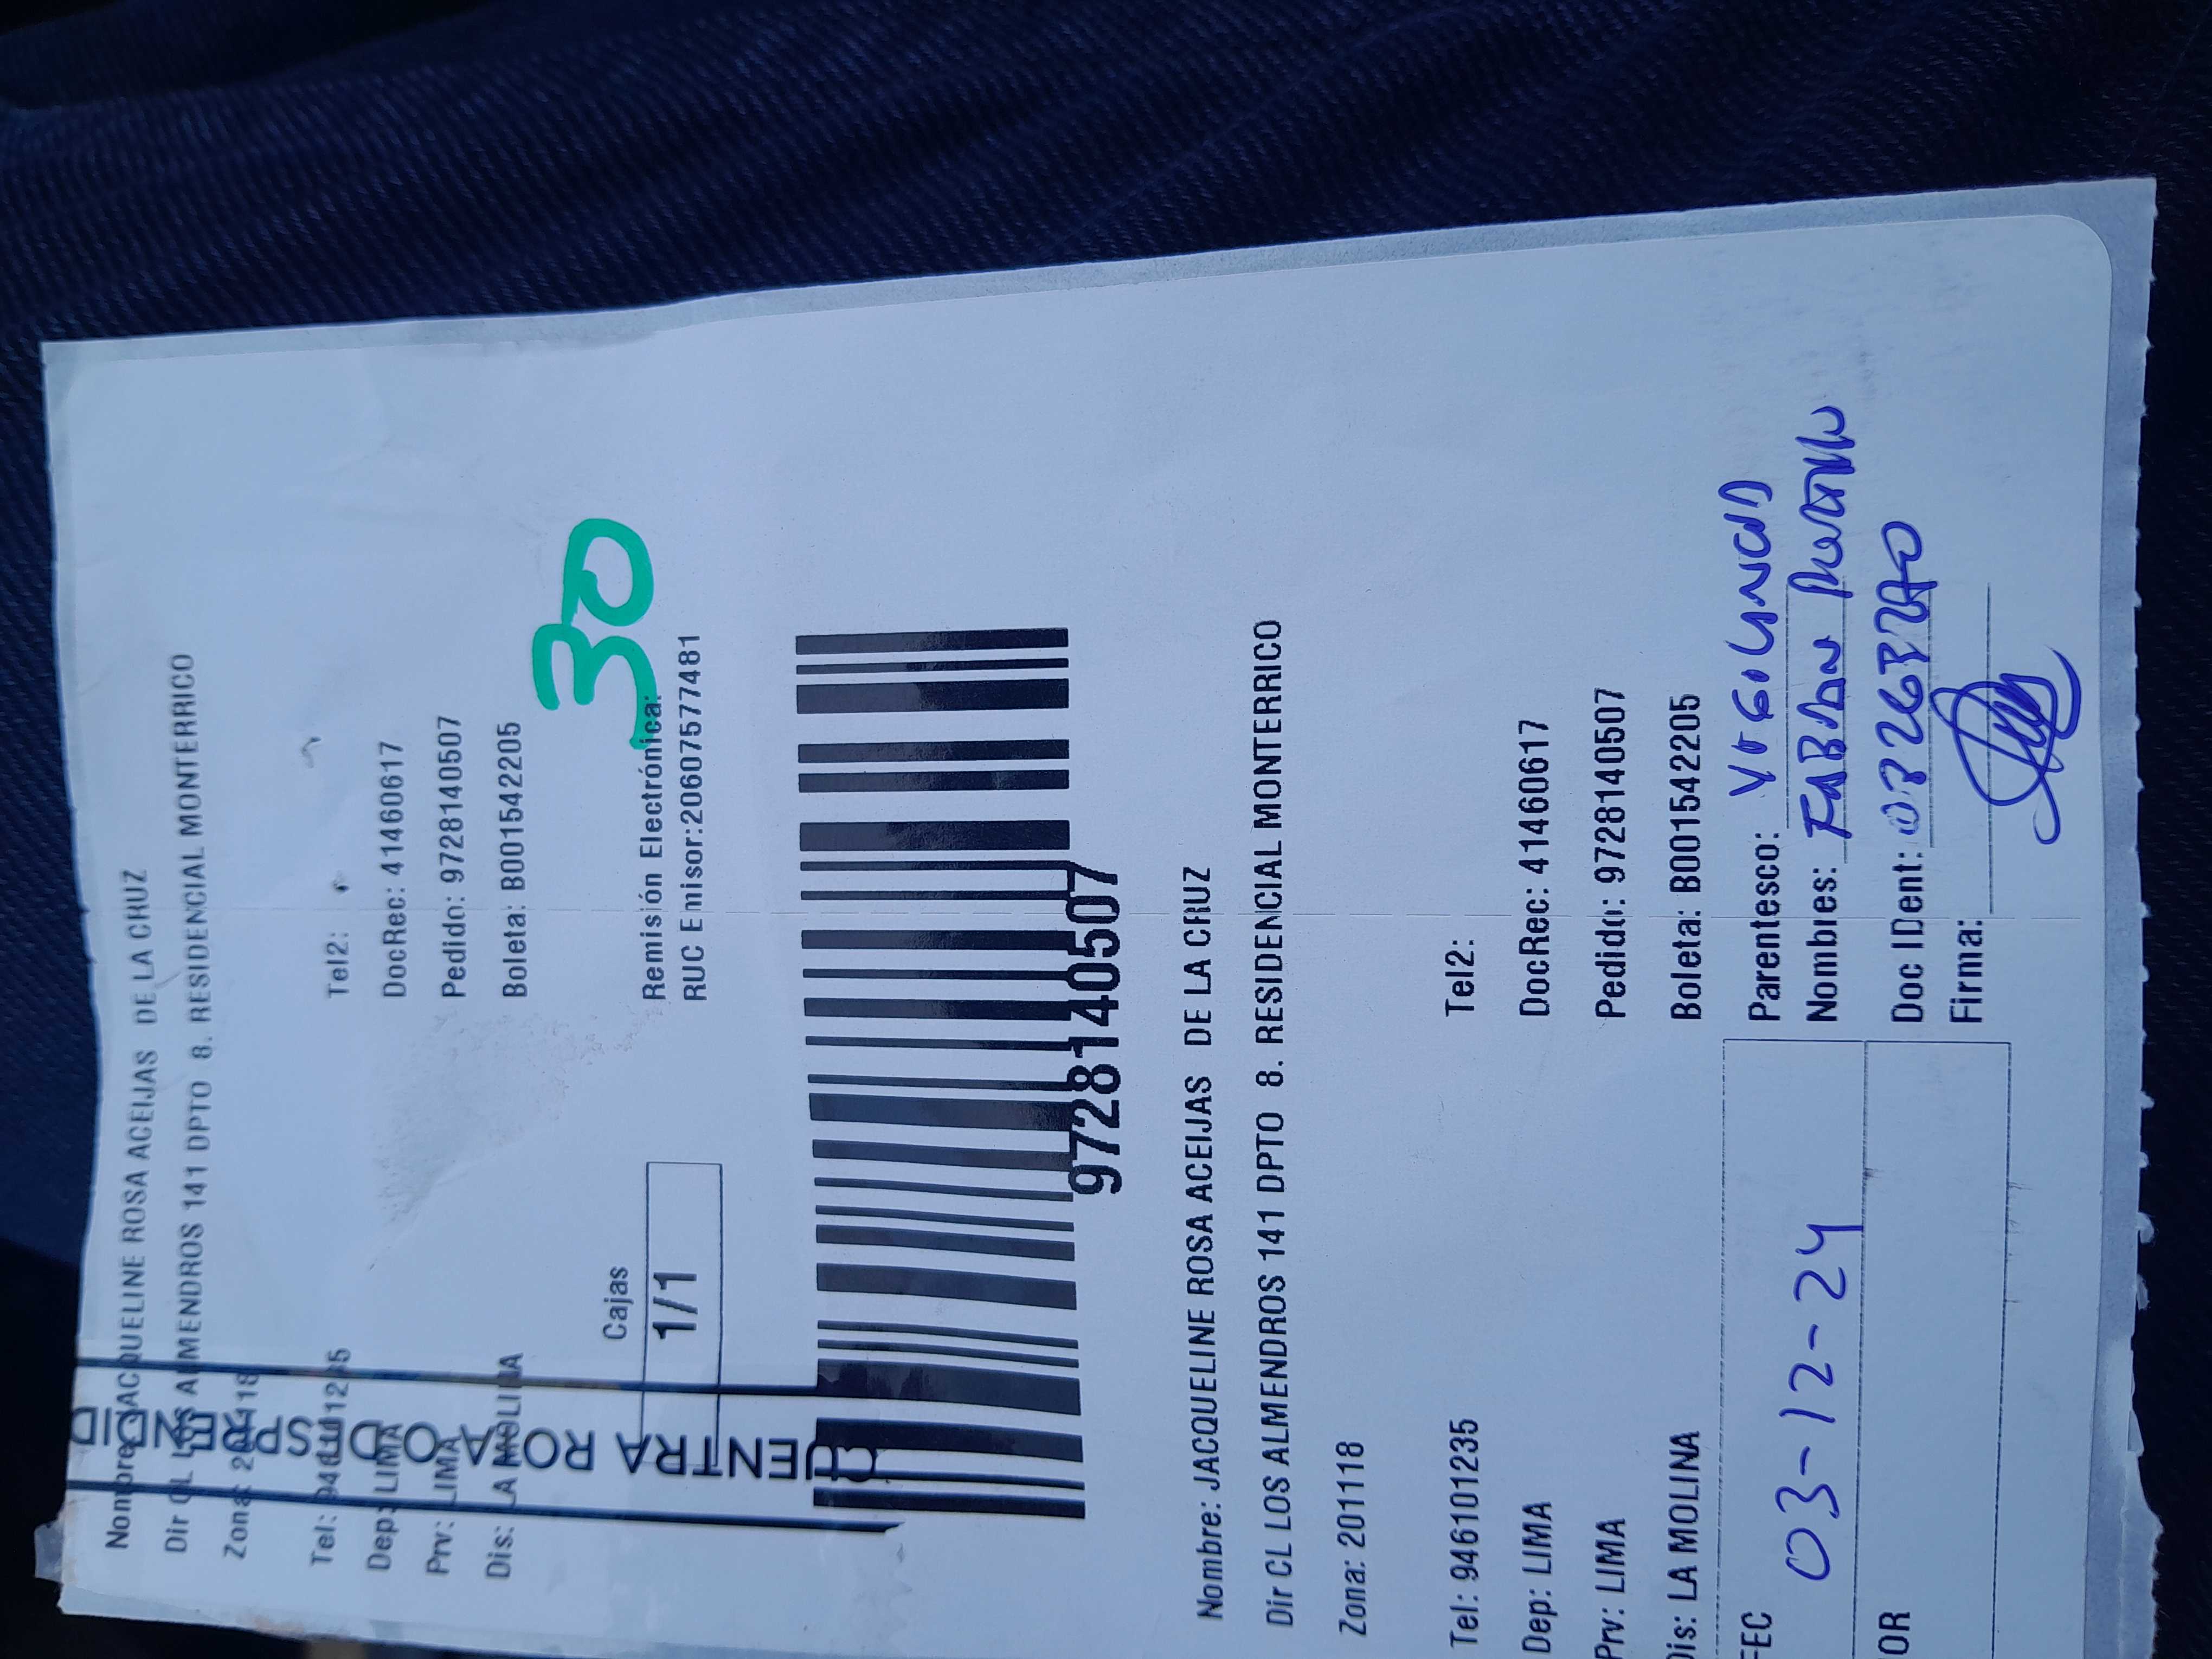 Nombre: JACQUELINE ROSA ACEIJAS DE LA CRUZ
Dir CL LOS ALMENDROS 141 DPTO 8. RESIDENCIAL MONTERRICO
Zona: 201118
Tel: 946101235 Tel2:
Dep: LIMA DocRec: 41460617
Prv: LIMA Pedido: 9728140507
Dis: LA MOLINA Boleta: B001542205
30
Cajas Remisión Electrónica:
1/1 RUC Emisor:20607577481
9728140507
Nombre: JACQUELINE ROSA ACEIJAS DE LA CRUZ
Dir CL LOS ALMENDROS 141 DPTO 8. RESIDENCIAL MONTERRICO
Zona: 201118
Tel: 946101235 Tel2:
Dep: LIMA DocRec: 41460617
Prv: LIMA Pedido: 9728140507
Dis: LA MOLINA Boleta: B001542205
FEC 03-12-24 Parentesco: VIGILANCIA
Nombres: FABIAN
OR Doc IDent:
Firma: